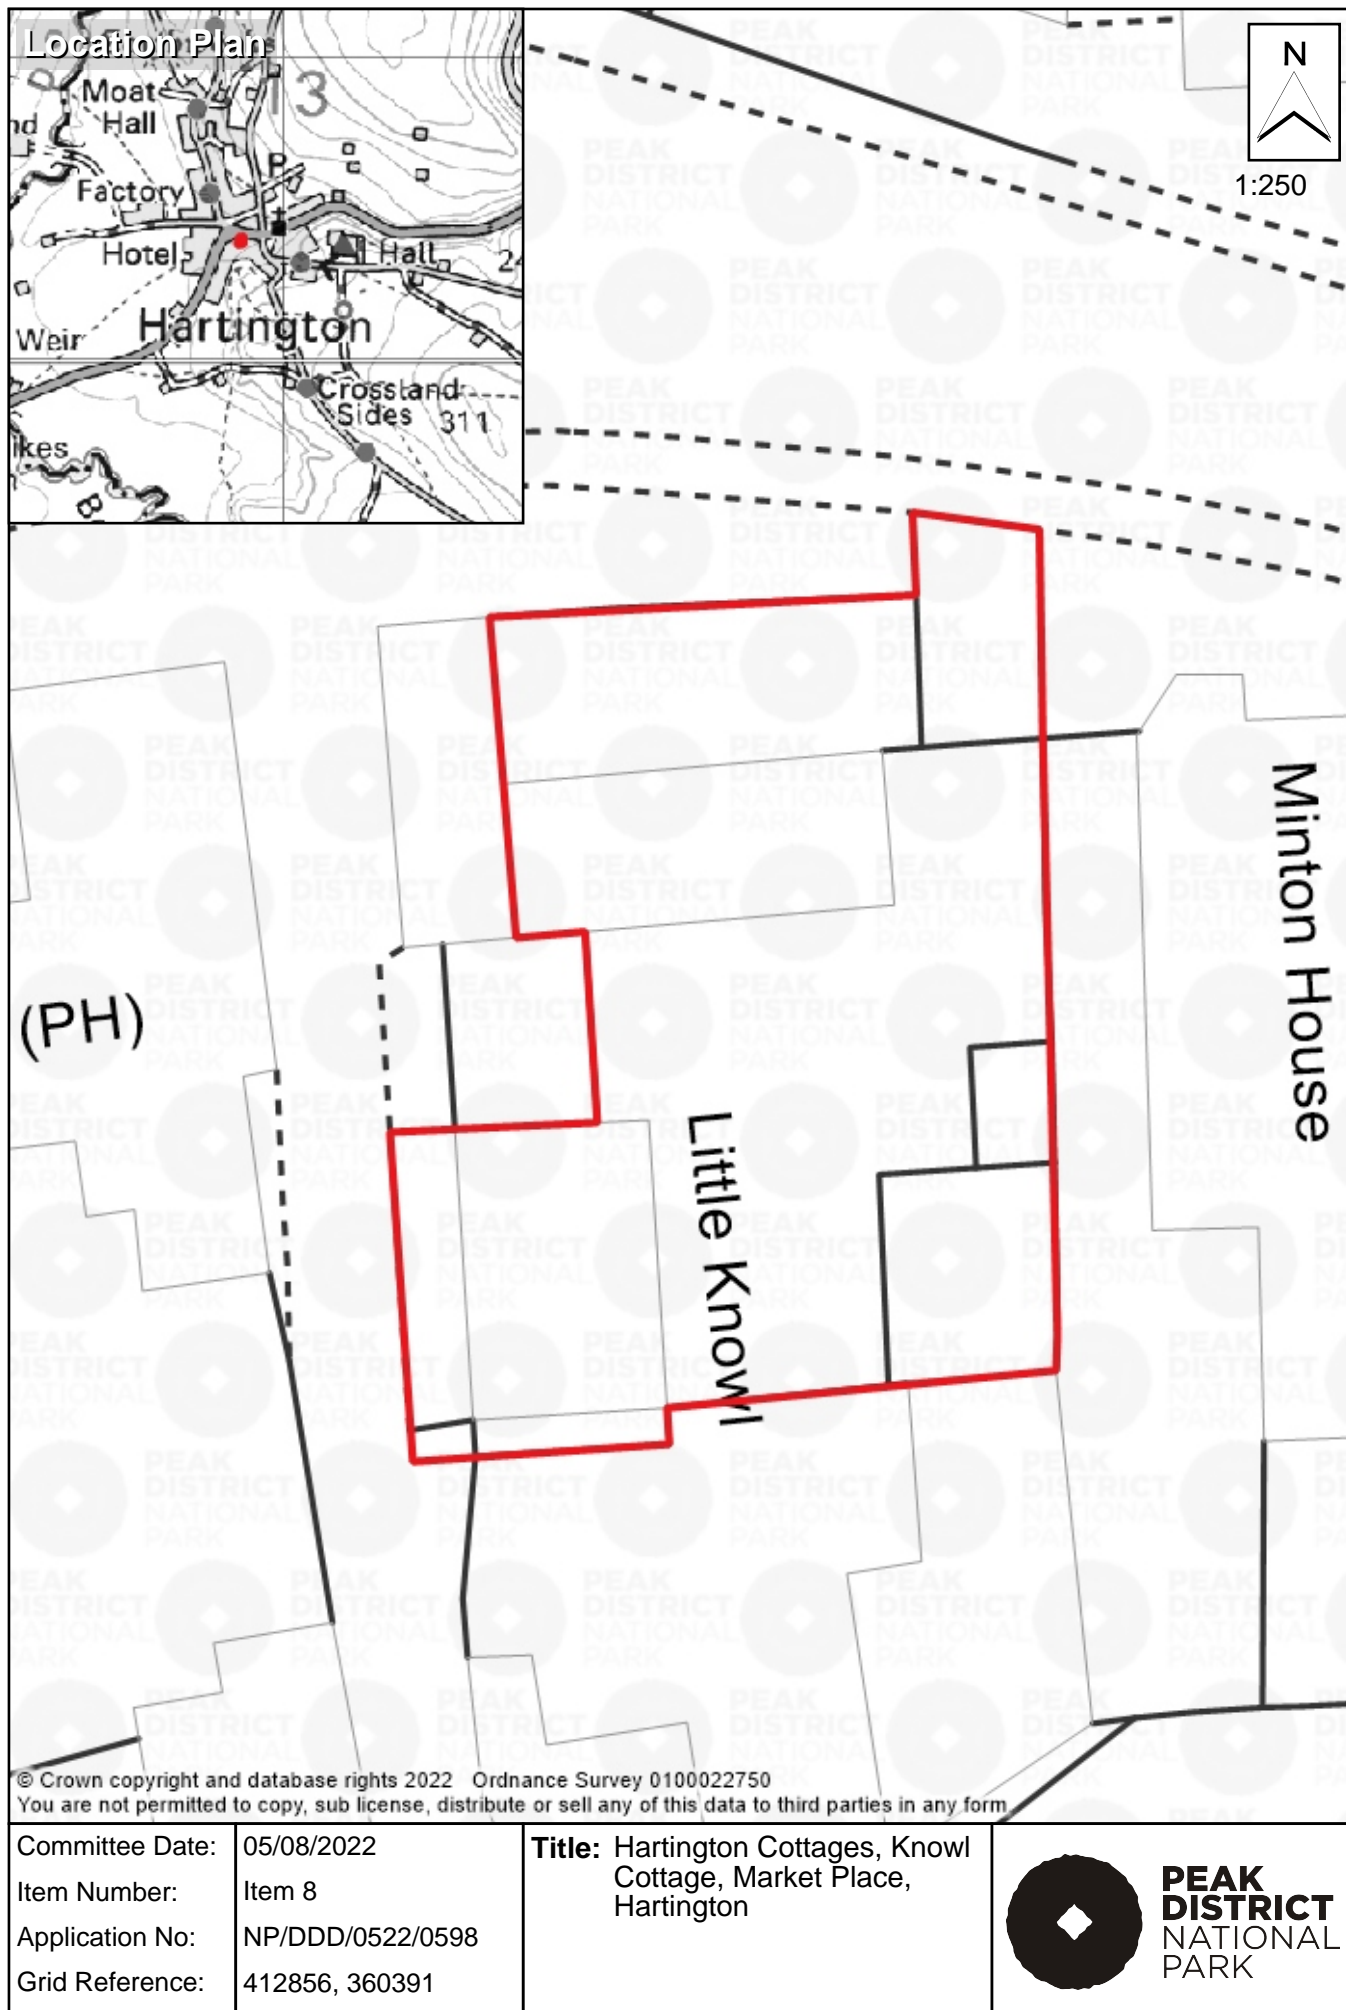 Location Plan
Moat
Hall
3
P
Factory
Hotel
Hall
Hartington
Weir
Crossland
Sides
311
ikes
B
N
1:250
(PH)
Little Knowl
Minton House
© Crown copyright and database rights 2022 Ordnance Survey 0100022750
You are not permitted to copy, sub license, distribute or sell any of this data to third parties in any form
Committee Date: 05/08/2022
Item Number: Item 8
Application No: NP/DDD/0522/0598
Grid Reference: 412856, 360391
Title: Hartington Cottages, Knowl
Cottage, Market Place,
Hartington
PEAK
DISTRICT
NATIONAL
PARK